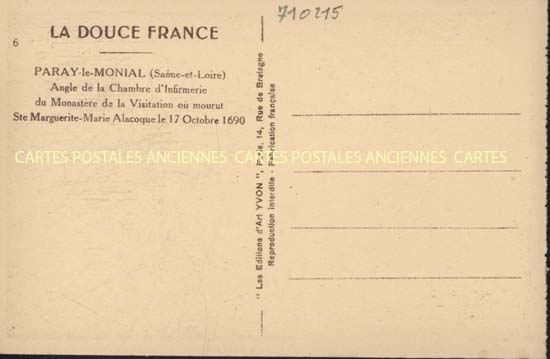 710215
LA DOUCE FRANCE
6
PARAY-le-MONIAL (Saône-et-Loire)
Angle de la Chambre d'Infirmerie
du Monastère de la Visitation où mourut
Ste Marguerite-Marie Alacoque le 17 Octobre 1690
CARTES POSTALES ANCIENNES CARTES POSTALES ANCIENNES CARTES
" Les Editions d'Art YVON ", Paris, 14, Rue de Bretagne
Reproduction interdite - Fabrication française